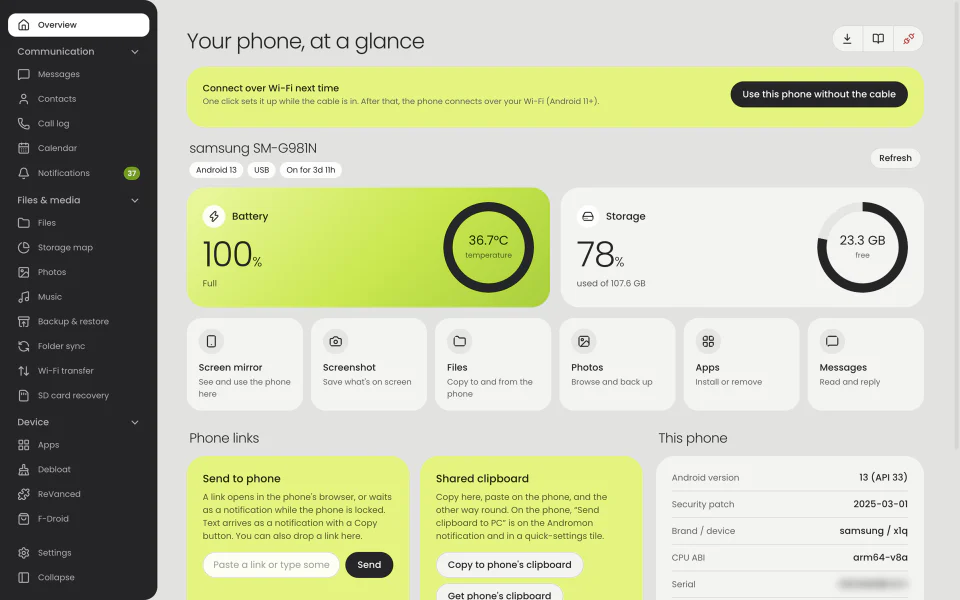 Overview
Communication
Messages
Contacts
Call log
Calendar
Notifications
37
Files & media
Files
Storage map
Photos
Music
Backup & restore
Folder sync
Wi-Fi transfer
SD card recovery
Device
Apps
Debloat
ReVanced
F-Droid
Settings
Collapse
Your phone, at a glance
Connect over Wi-Fi next time
One click sets it up while the cable is in. After that, the phone connects over your Wi-Fi (Android 11+).
Use this phone without the cable
samsung SM-G981N
Android 13
USB
On for 3d 11h
Refresh
Battery
100%
Full
36.7°C
temperature
Storage
78%
used of 107.6 GB
23.3 GB
free
Screen mirror
See and use the phone
here
Screenshot
Save what's on screen
Files
Copy to and from the
phone
Photos
Browse and back up
Apps
Install or remove
Messages
Read and reply
Phone links
Send to phone
A link opens in the phone's browser, or waits
as a notification while the phone is locked.
Text arrives as a notification with a Copy
button. You can also drop a link here.
Paste a link or type some
Send
Shared clipboard
Copy here, paste on the phone, and the
other way round. On the phone, “Send
clipboard to PC” is on the Andromon
notification and in a quick-settings tile.
Copy to phone's clipboard
Get phone's clipboard
This phone
Android version
13 (API 33)
Security patch
2025-03-01
Brand / device
samsung / x1q
CPU ABI
arm64-v8a
Serial